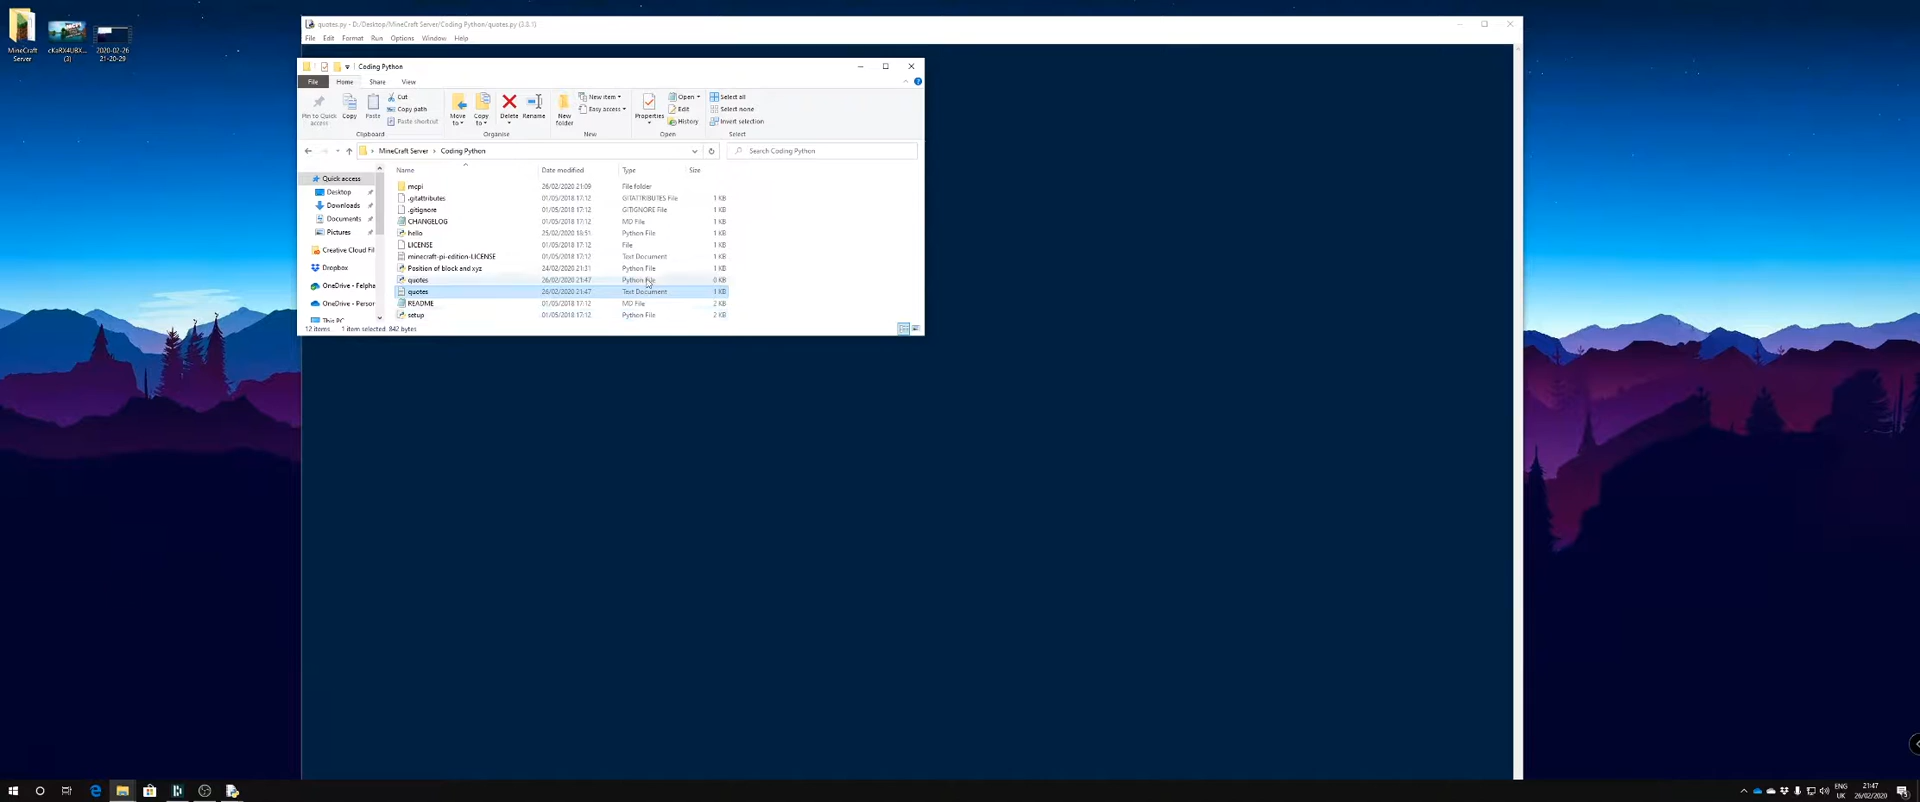 MineCraft Server
cKaRX4UBX... (3)
2020-02-26 21-20-29
quotes.py - D:/Desktop/MineCraft Server/Coding Python/quotes.py (3.8.1)
File Edit Format Run Options Window Help
Coding Python
File Home Share View
Pin to Quick access
Copy
Paste
Cut
Copy path
Paste shortcut
Clipboard
Move to
Copy to
Delete
Rename
Organise
New folder
New item
Easy access
New
Properties
Open
Edit
History
Open
Select all
Select none
Invert selection
Select
MineCraft Server > Coding Python
Search Coding Python
Name Date modified Type Size
Quick access
Desktop
Downloads
Documents
Pictures
Creative Cloud Fil
Dropbox
OneDrive - Felpha
OneDrive - Person
This PC
mcpi 26/02/2020 21:09 File folder
.gitattributes 01/05/2018 17:12 GITATTRIBUTES File 1 KB
.gitignore 01/05/2018 17:12 GITIGNORE File 1 KB
CHANGELOG 01/05/2018 17:12 MD File 1 KB
hello 25/02/2020 18:51 Python File 1 KB
LICENSE 01/05/2018 17:12 File 1 KB
minecraft-pi-edition-LICENSE 01/05/2018 17:12 Text Document 1 KB
Position of block and xyz 24/02/2020 21:31 Python File 1 KB
quotes 26/02/2020 21:47 Python File 0 KB
quotes 26/02/2020 21:47 Text Document 1 KB
README 01/05/2018 17:12 MD File 2 KB
setup 01/05/2018 17:12 Python File 2 KB
12 items 1 item selected 842 bytes
ENG
UK
21:47
26/02/2020